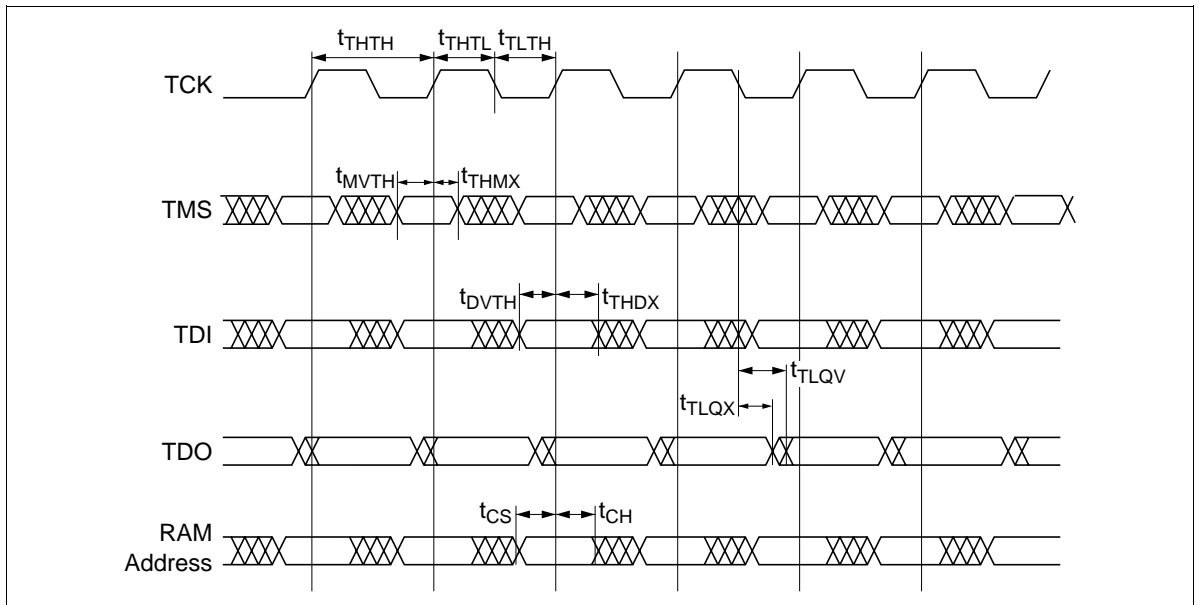 tTHTH tTHTL tTLTH
TCK
tMVTH tTHMX
TMS
tDVTH tTHDX
TDI
tTLQV
tTLQX
TDO
tCS tCH
RAM
Address